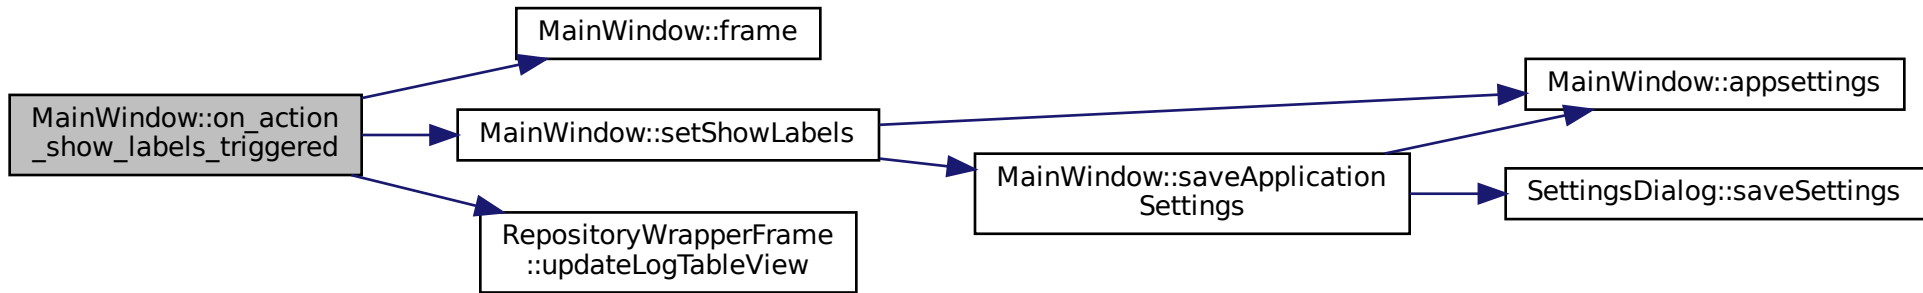 MainWindow::on_action
_show_labels_triggered
MainWindow::frame
MainWindow::setShowLabels
RepositoryWrapperFrame
::updateLogTableView
MainWindow::saveApplication
Settings
MainWindow::appsettings
SettingsDialog::saveSettings